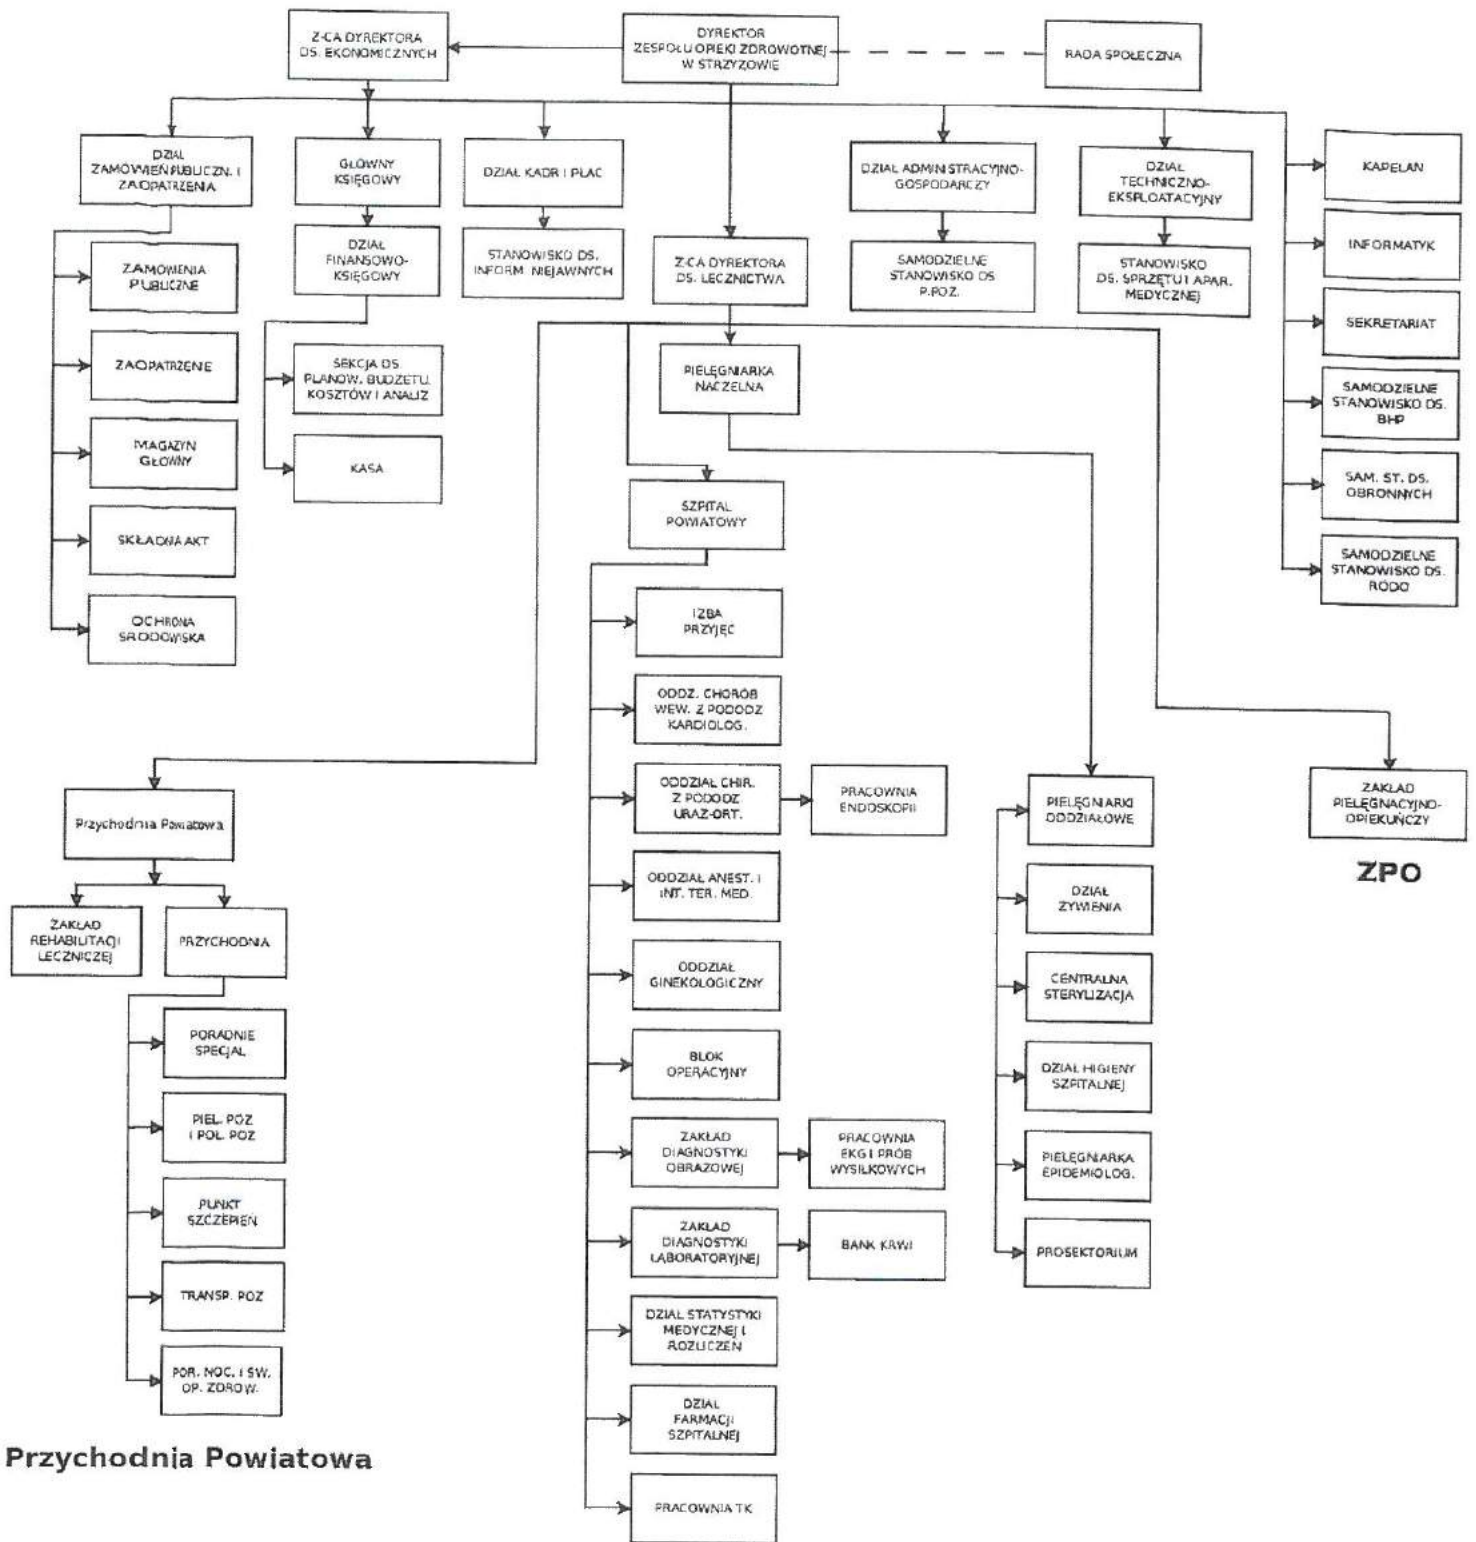 Z-CA DYREKTORA
DS. EKONOMICZNYCH
DYREKTOR
ZESPOŁU OPIEKI ZDROWOTNEJ
W STRZYŻOWIE
RADA SPOŁECZNA
DZIAŁ
ZAMÓWIEŃ PUBLICZN. I
ZAOPATRZENIA
GŁÓWNY
KSIĘGOWY
DZIAŁ KADR I PŁAC
DZIAŁ ADMINISTRACYJNO-
GOSPODARCZY
DZIAŁ
TECHNICZNO-
EKSPLOATACYJNY
KAPELAN
ZAMÓWIENIA
PUBLICZNE
DZIAŁ
FINANSOWO-
KSIĘGOWY
STANOWISKO DS.
INFORM. NIEJAWNYCH
Z-CA DYREKTORA
DS. LECZNICTWA
SAMODZIELNE
STANOWISKO DS
P.POŻ.
STANOWISKO
DS. SPRZĘTU I APAR.
MEDYCZNEJ
INFORMATYK
ZAOPATRZENIE
SEKCJA DS.
PLANOW. BUDŻETU,
KOSZTÓW I ANALIZ
PIELĘGNIARKA
NACZELNA
SEKRETARIAT
MAGAZYN
GŁÓWNY
KASA
SAMODZIELNE
STANOWISKO DS.
BHP
SKŁADNA AKT
SZPITAL
POWIATOWY
SAM. ST. DS.
OBRONNYCH
OCHRONA
ŚRODOWISKA
IZBA
PRZYJĘĆ
SAMODZIELNE
STANOWISKO DS.
RODO
ODDZ. CHORÓB
WEW. Z PODODZ
KARDIOLOG.
Przychodnia Powiatowa
ODDZIAŁ CHIR.
Z PODODZ
URAZ-ORT.
PRACOWNIA
ENDOSKOPII
PIELĘGNIARKI
ODDZIAŁOWE
ZAKŁAD
PIELĘGNACYJNO-
OPIEKUŃCZY
ZPO
ZAKŁAD
REHABILITACJI
LECZNICZEJ
PRZYCHODNIA
ODDZIAŁ ANEST. I
INT. TER. MED.
DZIAŁ
ŻYWIENIA
ODDZIAŁ
GINEKOLOGICZNY
CENTRALNA
STERYLIZACJA
PORADNIE
SPECJAL
BLOK
OPERACYJNY
DZIAŁ HIGIENY
SZPITALNEJ
PIEL. POZ
I POŁ. POZ
ZAKŁAD
DIAGNOSTYKI
OBRAZOWEJ
PRACOWNIA
EKG I PRÓB
WYSIŁKOWYCH
PIELĘGNIARKA
EPIDEMIOLOG.
PUNKT
SZCZEPIEŃ
ZAKŁAD
DIAGNOSTYKI
LABORATORYJNEJ
BANK KRWI
PROSEKTORIUM
TRANSP. POZ
DZIAŁ STATYSTYKI
MEDYCZNEJ I
ROZLICZEŃ
POR. NOC. I ŚW.
OP. ZDROW.
DZIAŁ
FARMACJI
SZPITALNEJ
Przychodnia Powiatowa
PRACOWNIA TK